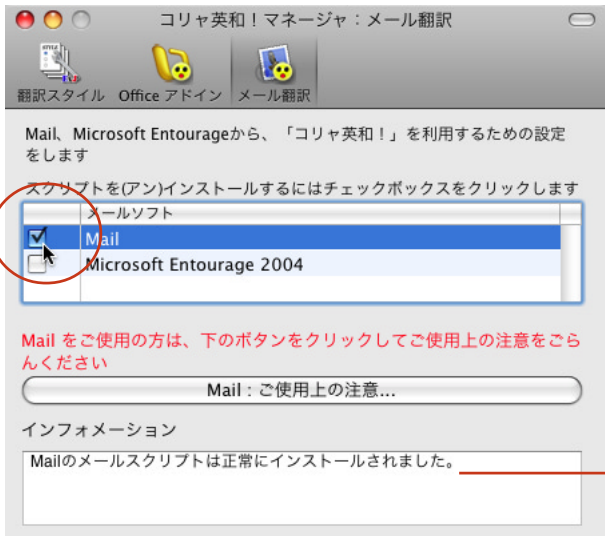 コリャ英和！マネージャ：メール翻訳
翻訳スタイル Office アドイン メール翻訳
Mail、Microsoft Entourageから、「コリャ英和！」を利用するための設定
をします
スクリプトを(アン)インストールするにはチェックボックスをクリックします
メールソフト
Mail
Microsoft Entourage 2004
Mail をご使用の方は、下のボタンをクリックしてご使用上の注意をごら
んください
Mail：ご使用上の注意...
インフォメーション
Mailのメールスクリプトは正常にインストールされました。